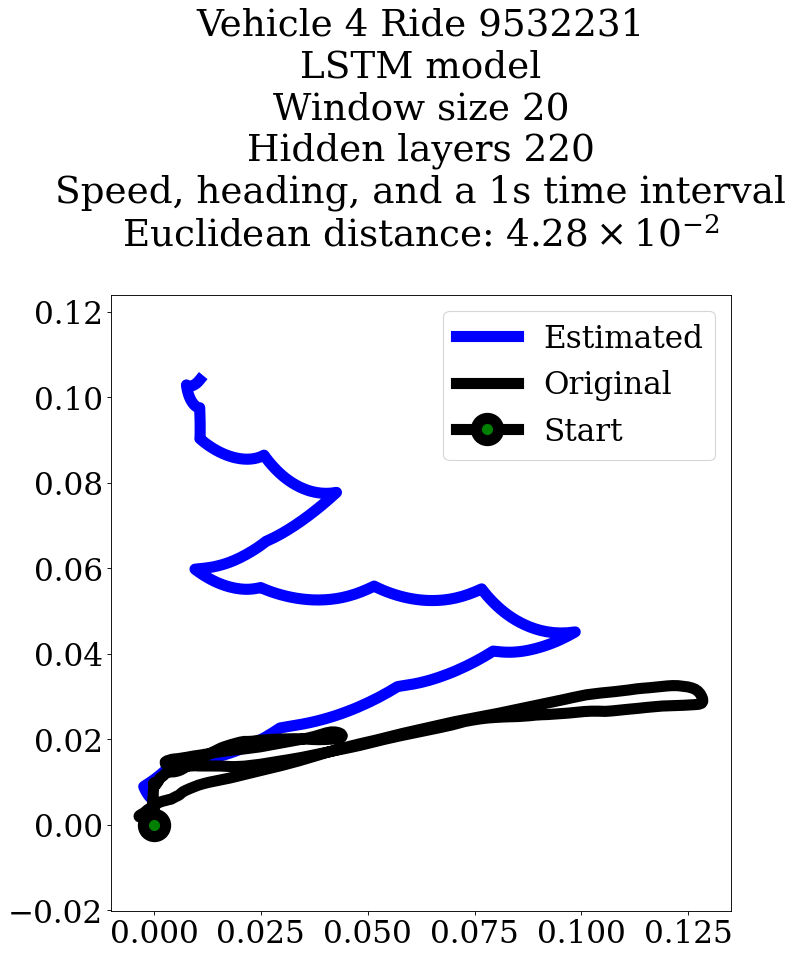 Vehicle 4 Ride 9532231
LSTM model
Window size 20
Hidden layers 220
Speed, heading, and a 1s time interval
Euclidean distance: 4.28 × 10⁻²
0.12
0.10
0.08
0.06
0.04
0.02
0.00
−0.02
Estimated
Original
Start
0.000 0.025 0.050 0.075 0.100 0.125